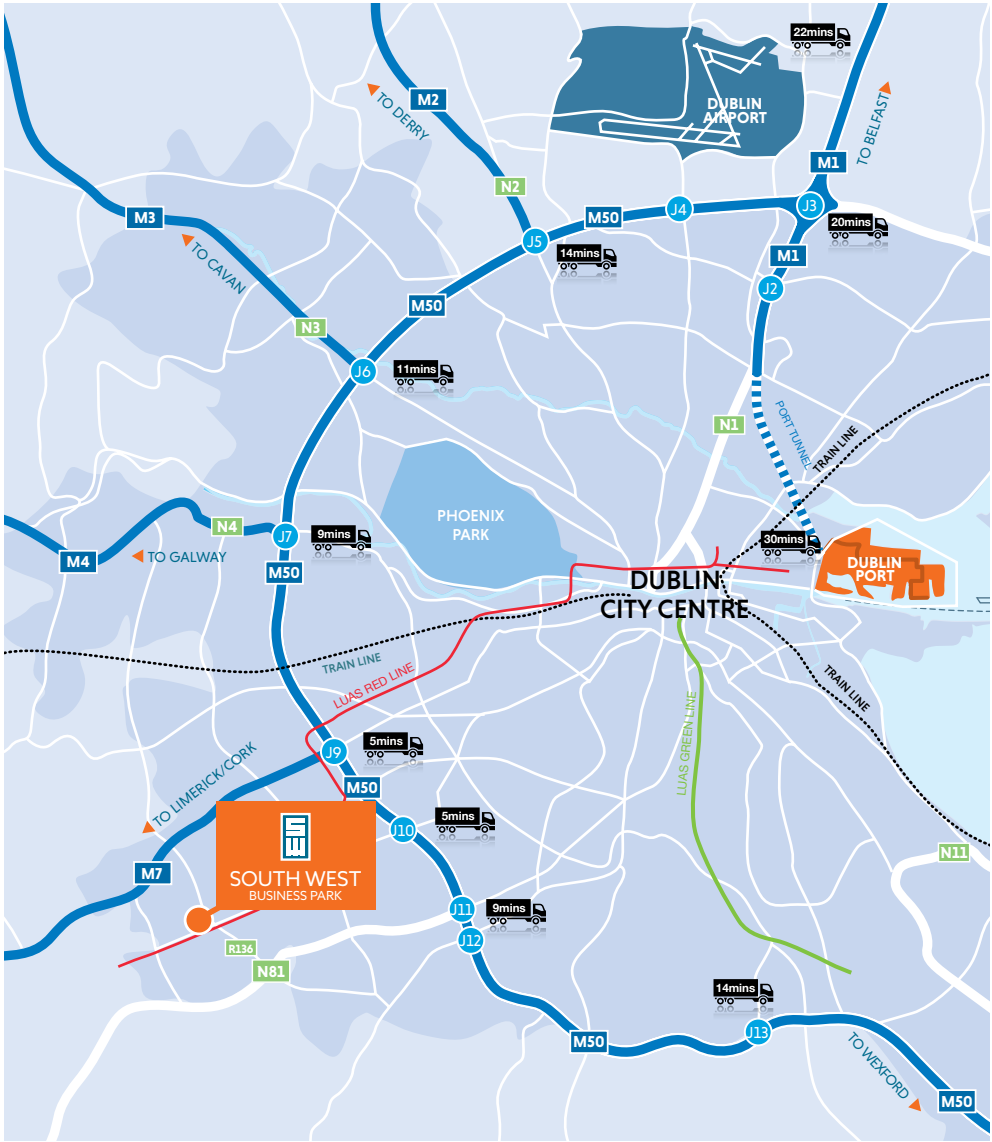 22mins
M2
TO DERRY
DUBLIN
AIRPORT
TO BELFAST
M1
N2
M3
M50
J4
J3
20mins
J5
14mins
TO CAVAN
M1
J2
M50
N3
J6
11mins
N1
PORT TUNNEL
TRAIN LINE
PHOENIX
PARK
N4
J7
9mins
30mins
M4
TO GALWAY
M50
DUBLIN
PORT
DUBLIN
CITY CENTRE
TRAIN LINE
LUAS RED LINE
TRAIN LINE
LUAS GREEN LINE
J9
5mins
TO LIMERICK/CORK
M50
5mins
J10
SW
SOUTH WEST
BUSINESS PARK
M7
N11
J11
9mins
J12
R136
N81
14mins
J13
M50
TO WEXFORD
M50